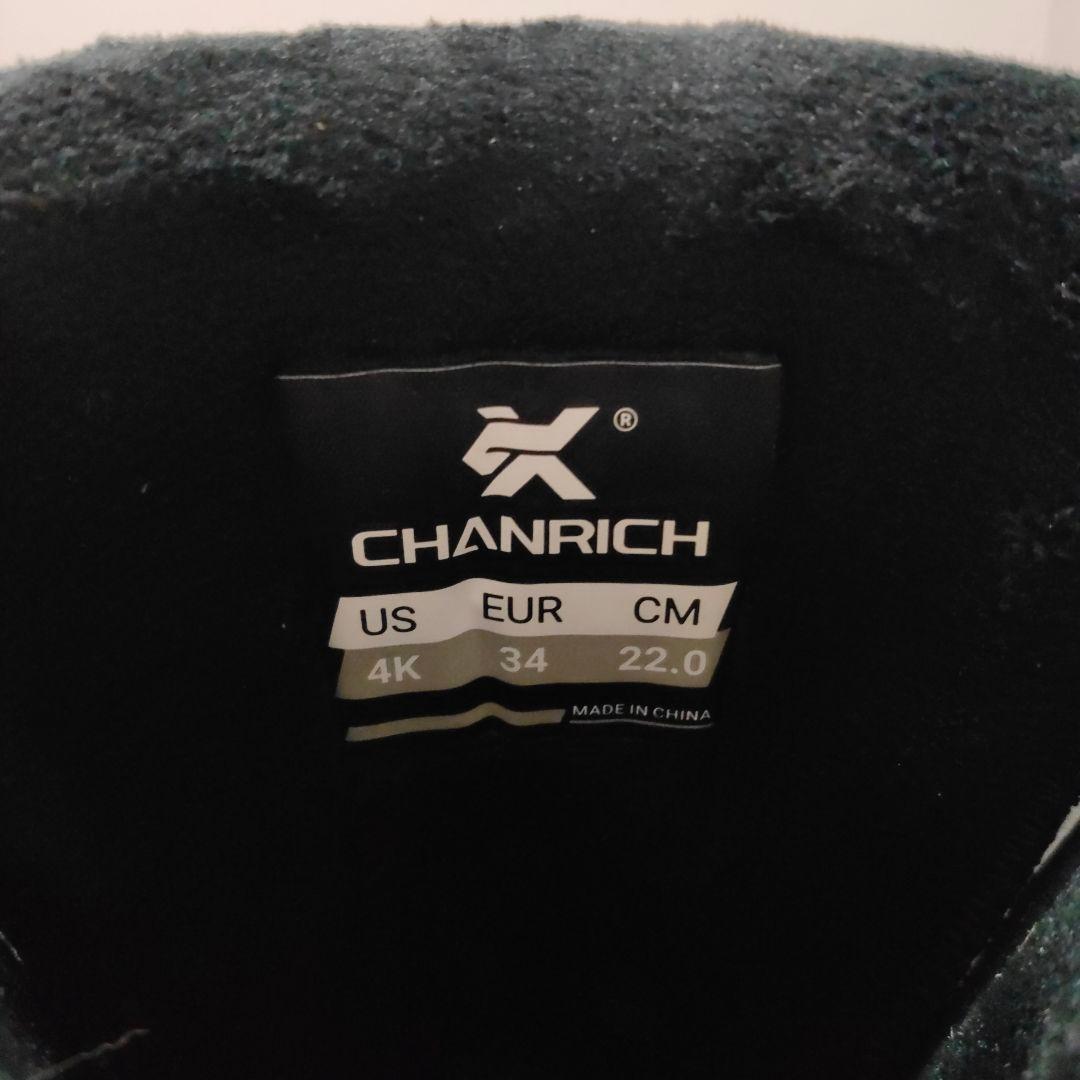 ®
CHANRICH
US EUR CM
4K 34 22.0
MADE IN CHINA